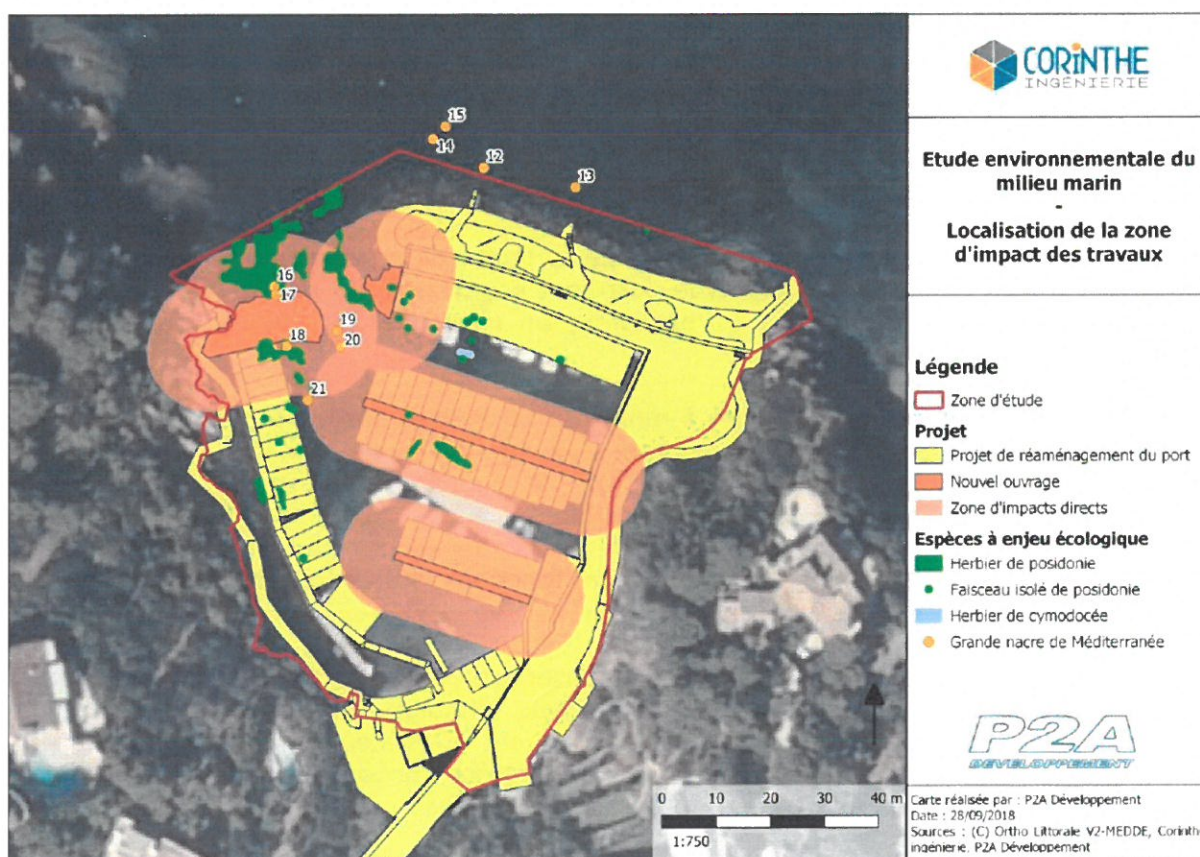 15
14
12
13
16
17
18
19
20
21
0 10 20 30 40 m
1:750
CORiNTHE
INGÉNIERIE
Etude environnementale du
milieu marin
-
Localisation de la zone
d'impact des travaux
Légende
Zone d'étude
Projet
Projet de réaménagement du port
Nouvel ouvrage
Zone d'impacts directs
Espèces à enjeu écologique
Herbier de posidonie
Faisceau isolé de posidonie
Herbier de cymodocée
Grande nacre de Méditerranée
P2A
DÉVELOPPEMENT
Carte réalisée par : P2A Développement
Date : 28/09/2018
Sources : (C) Ortho Littorale V2-MEDDE, Corinthe
ingénierie, P2A Développement